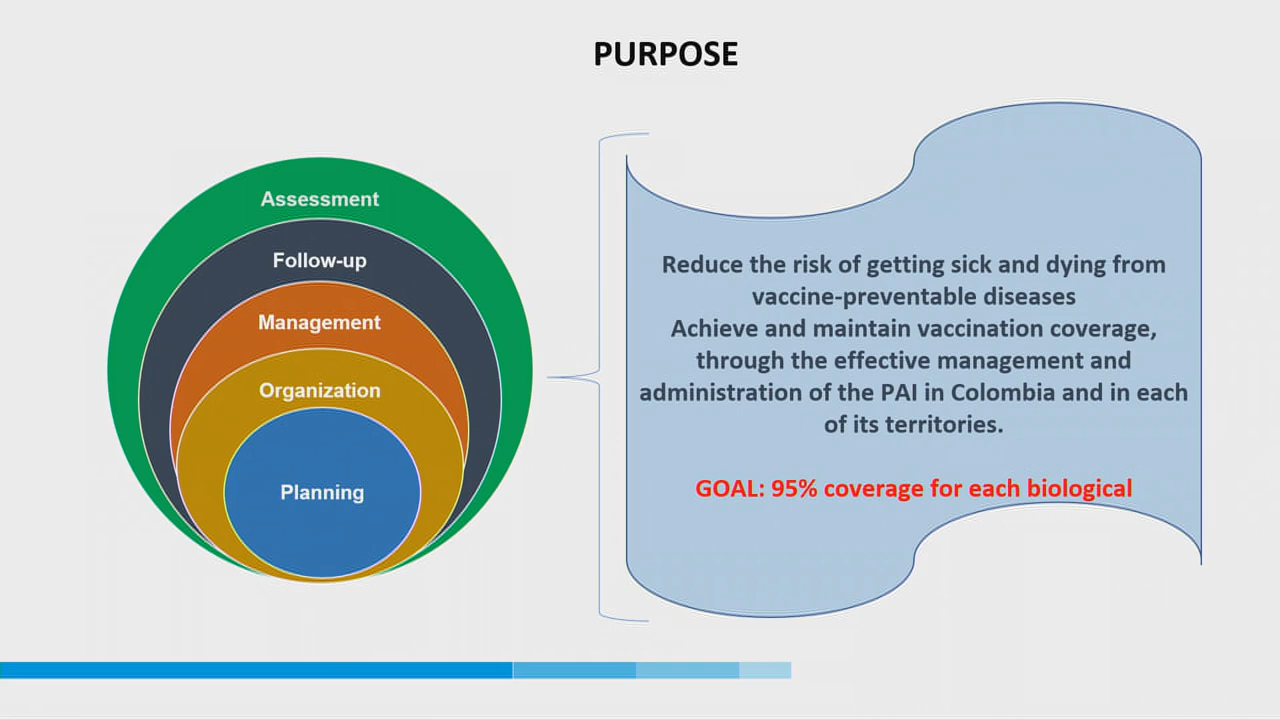 PURPOSE
Assessment
Follow-up
Management
Organization
Planning
Reduce the risk of getting sick and dying from
vaccine-preventable diseases
Achieve and maintain vaccination coverage,
through the effective management and
administration of the PAI in Colombia and in each
of its territories.
GOAL: 95% coverage for each biological